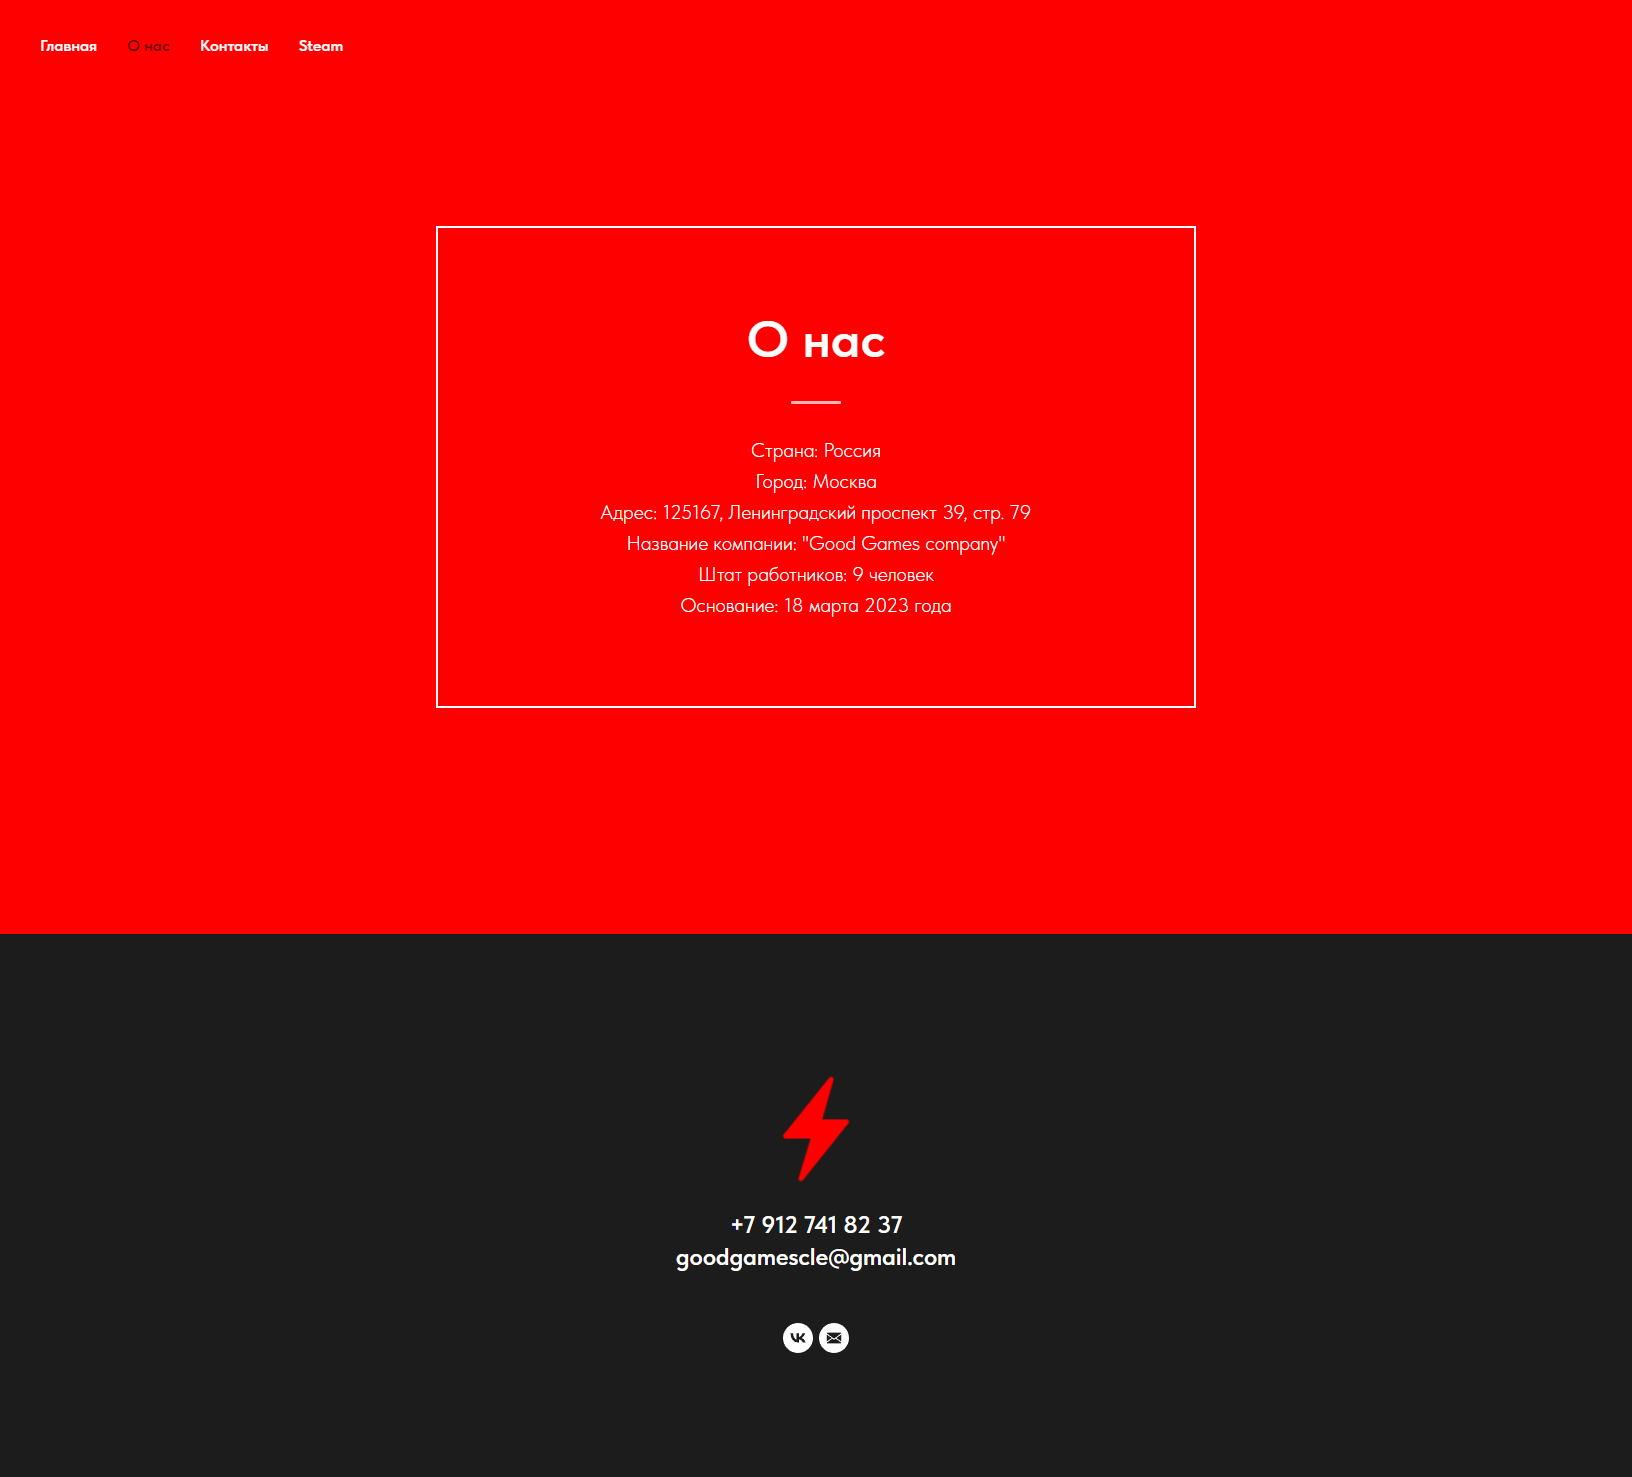 Главная О нас Контакты Steam
О нас
Страна: Россия
Город: Москва
Адрес: 125167, Ленинградский проспект 39, стр. 79
Название компании: "Good Games company"
Штат работников: 9 человек
Основание: 18 марта 2023 года
+7 912 741 82 37
goodgamescle@gmail.com